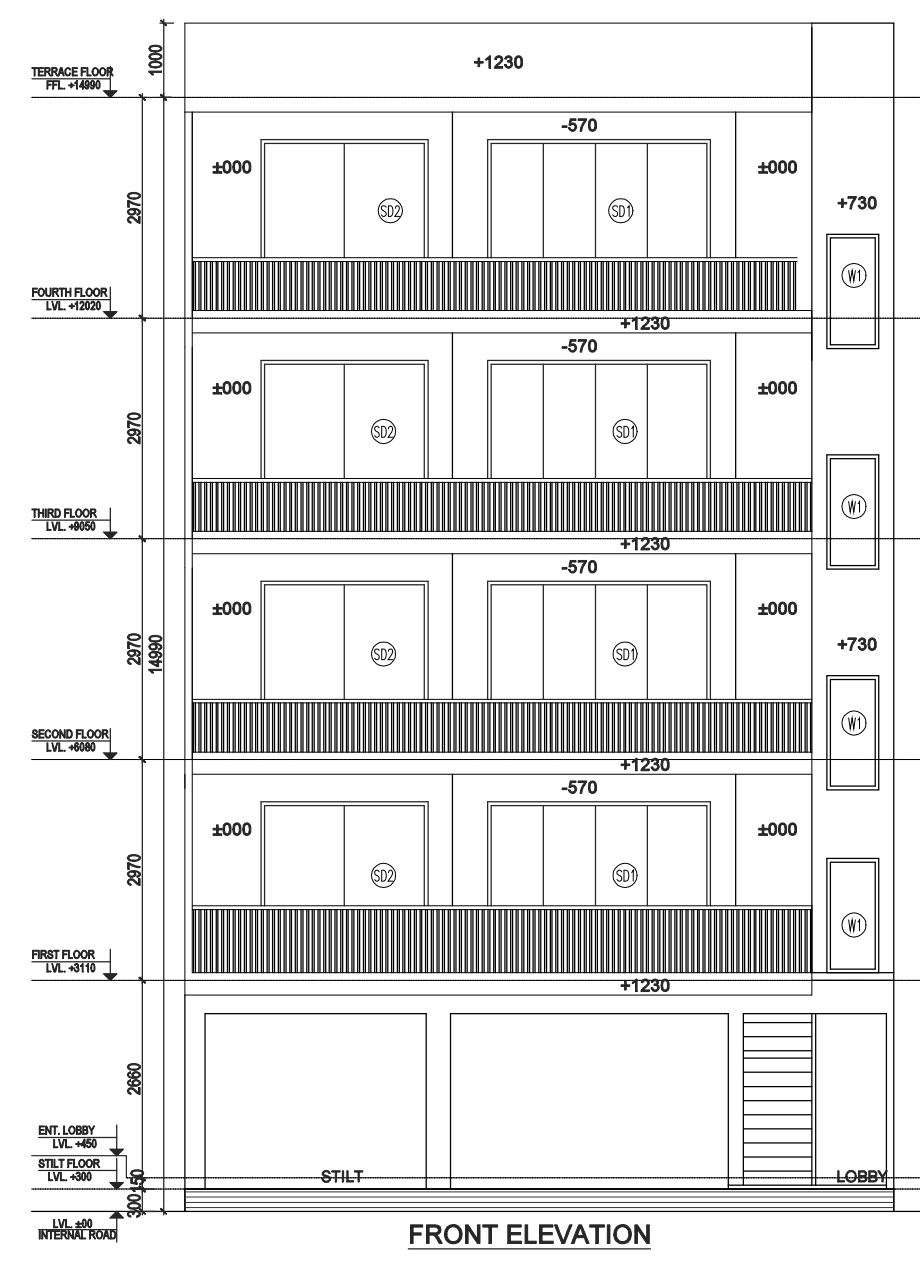 1000
+1230
TERRACE FLOOR
FFL. +14990
-570
±000
±000
2970
SD2
SD1
+730
W1
FOURTH FLOOR
LVL. +12020
+1230
-570
±000
±000
2970
SD2
SD1
W1
THIRD FLOOR
LVL. +9050
+1230
-570
±000
±000
2970
14990
SD2
SD1
+730
W1
SECOND FLOOR
LVL. +6080
+1230
-570
±000
±000
2970
SD2
SD1
W1
FIRST FLOOR
LVL. +3110
+1230
2660
ENT. LOBBY
LVL. +450
STILT FLOOR
LVL. +300
150
STILT
LOBBY
300
LVL. ±00
INTERNAL ROAD
FRONT ELEVATION